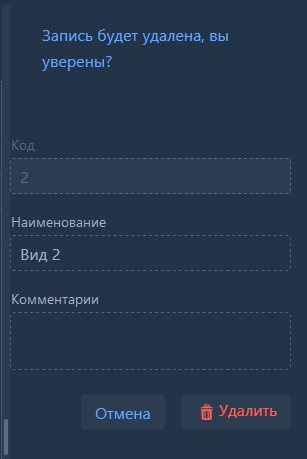 Запись будет удалена, вы
уверены?
Код
2
Наименование
Вид 2
Комментарии
Отмена
Удалить